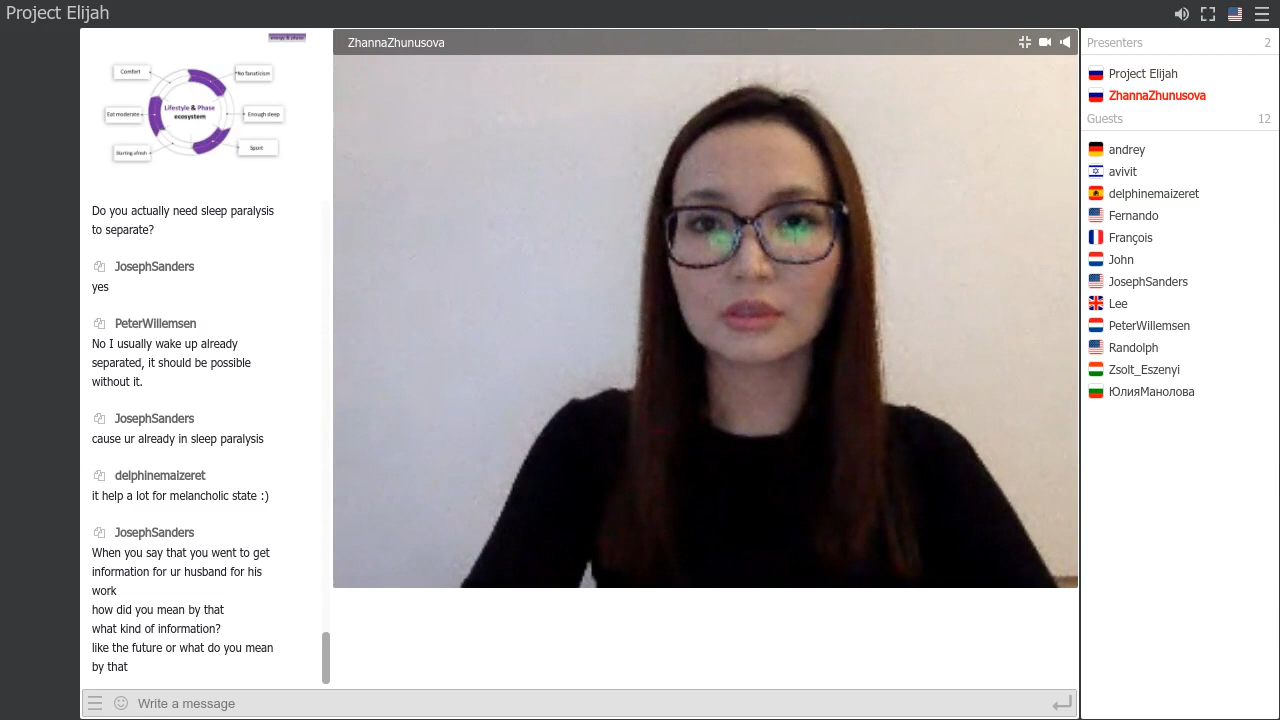 Project Elijah
energy & phase
Comfort
No fanaticism
Lifestyle & Phase
ecosystem
Eat moderate
Enough sleep
Starting afresh
Sport
Do you actually need sleep paralysis
to separate?
JosephSanders
yes
PeterWillemsen
No I usually wake up already
separated, it should be possible
without it.
JosephSanders
cause ur already in sleep paralysis
delphinemaizeret
it help a lot for melancholic state :)
JosephSanders
When you say that you went to get
information for ur husband for his
work
how did you mean by that
what kind of information?
like the future or what do you mean
by that
Write a message
ZhannaZhunusova
Presenters 2
Project Elijah
ZhannaZhunusova
Guests 12
andrey
avivit
delphinemaizeret
Fernando
François
John
JosephSanders
Lee
PeterWillemsen
Randolph
Zsolt_Eszenyi
ЮлияМанолова